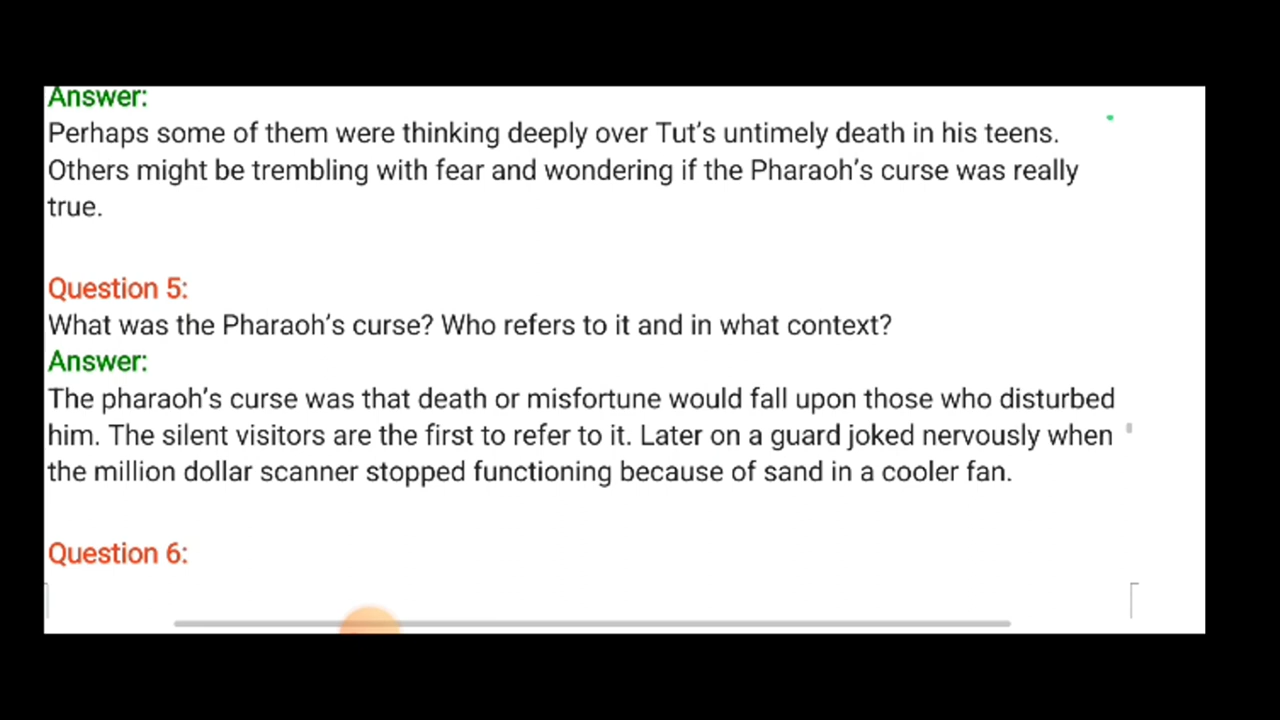 Answer:
Perhaps some of them were thinking deeply over Tut’s untimely death in his teens.
Others might be trembling with fear and wondering if the Pharaoh’s curse was really
true.
Question 5:
What was the Pharaoh’s curse? Who refers to it and in what context?
Answer:
The pharaoh’s curse was that death or misfortune would fall upon those who disturbed
him. The silent visitors are the first to refer to it. Later on a guard joked nervously when
the million dollar scanner stopped functioning because of sand in a cooler fan.
Question 6: